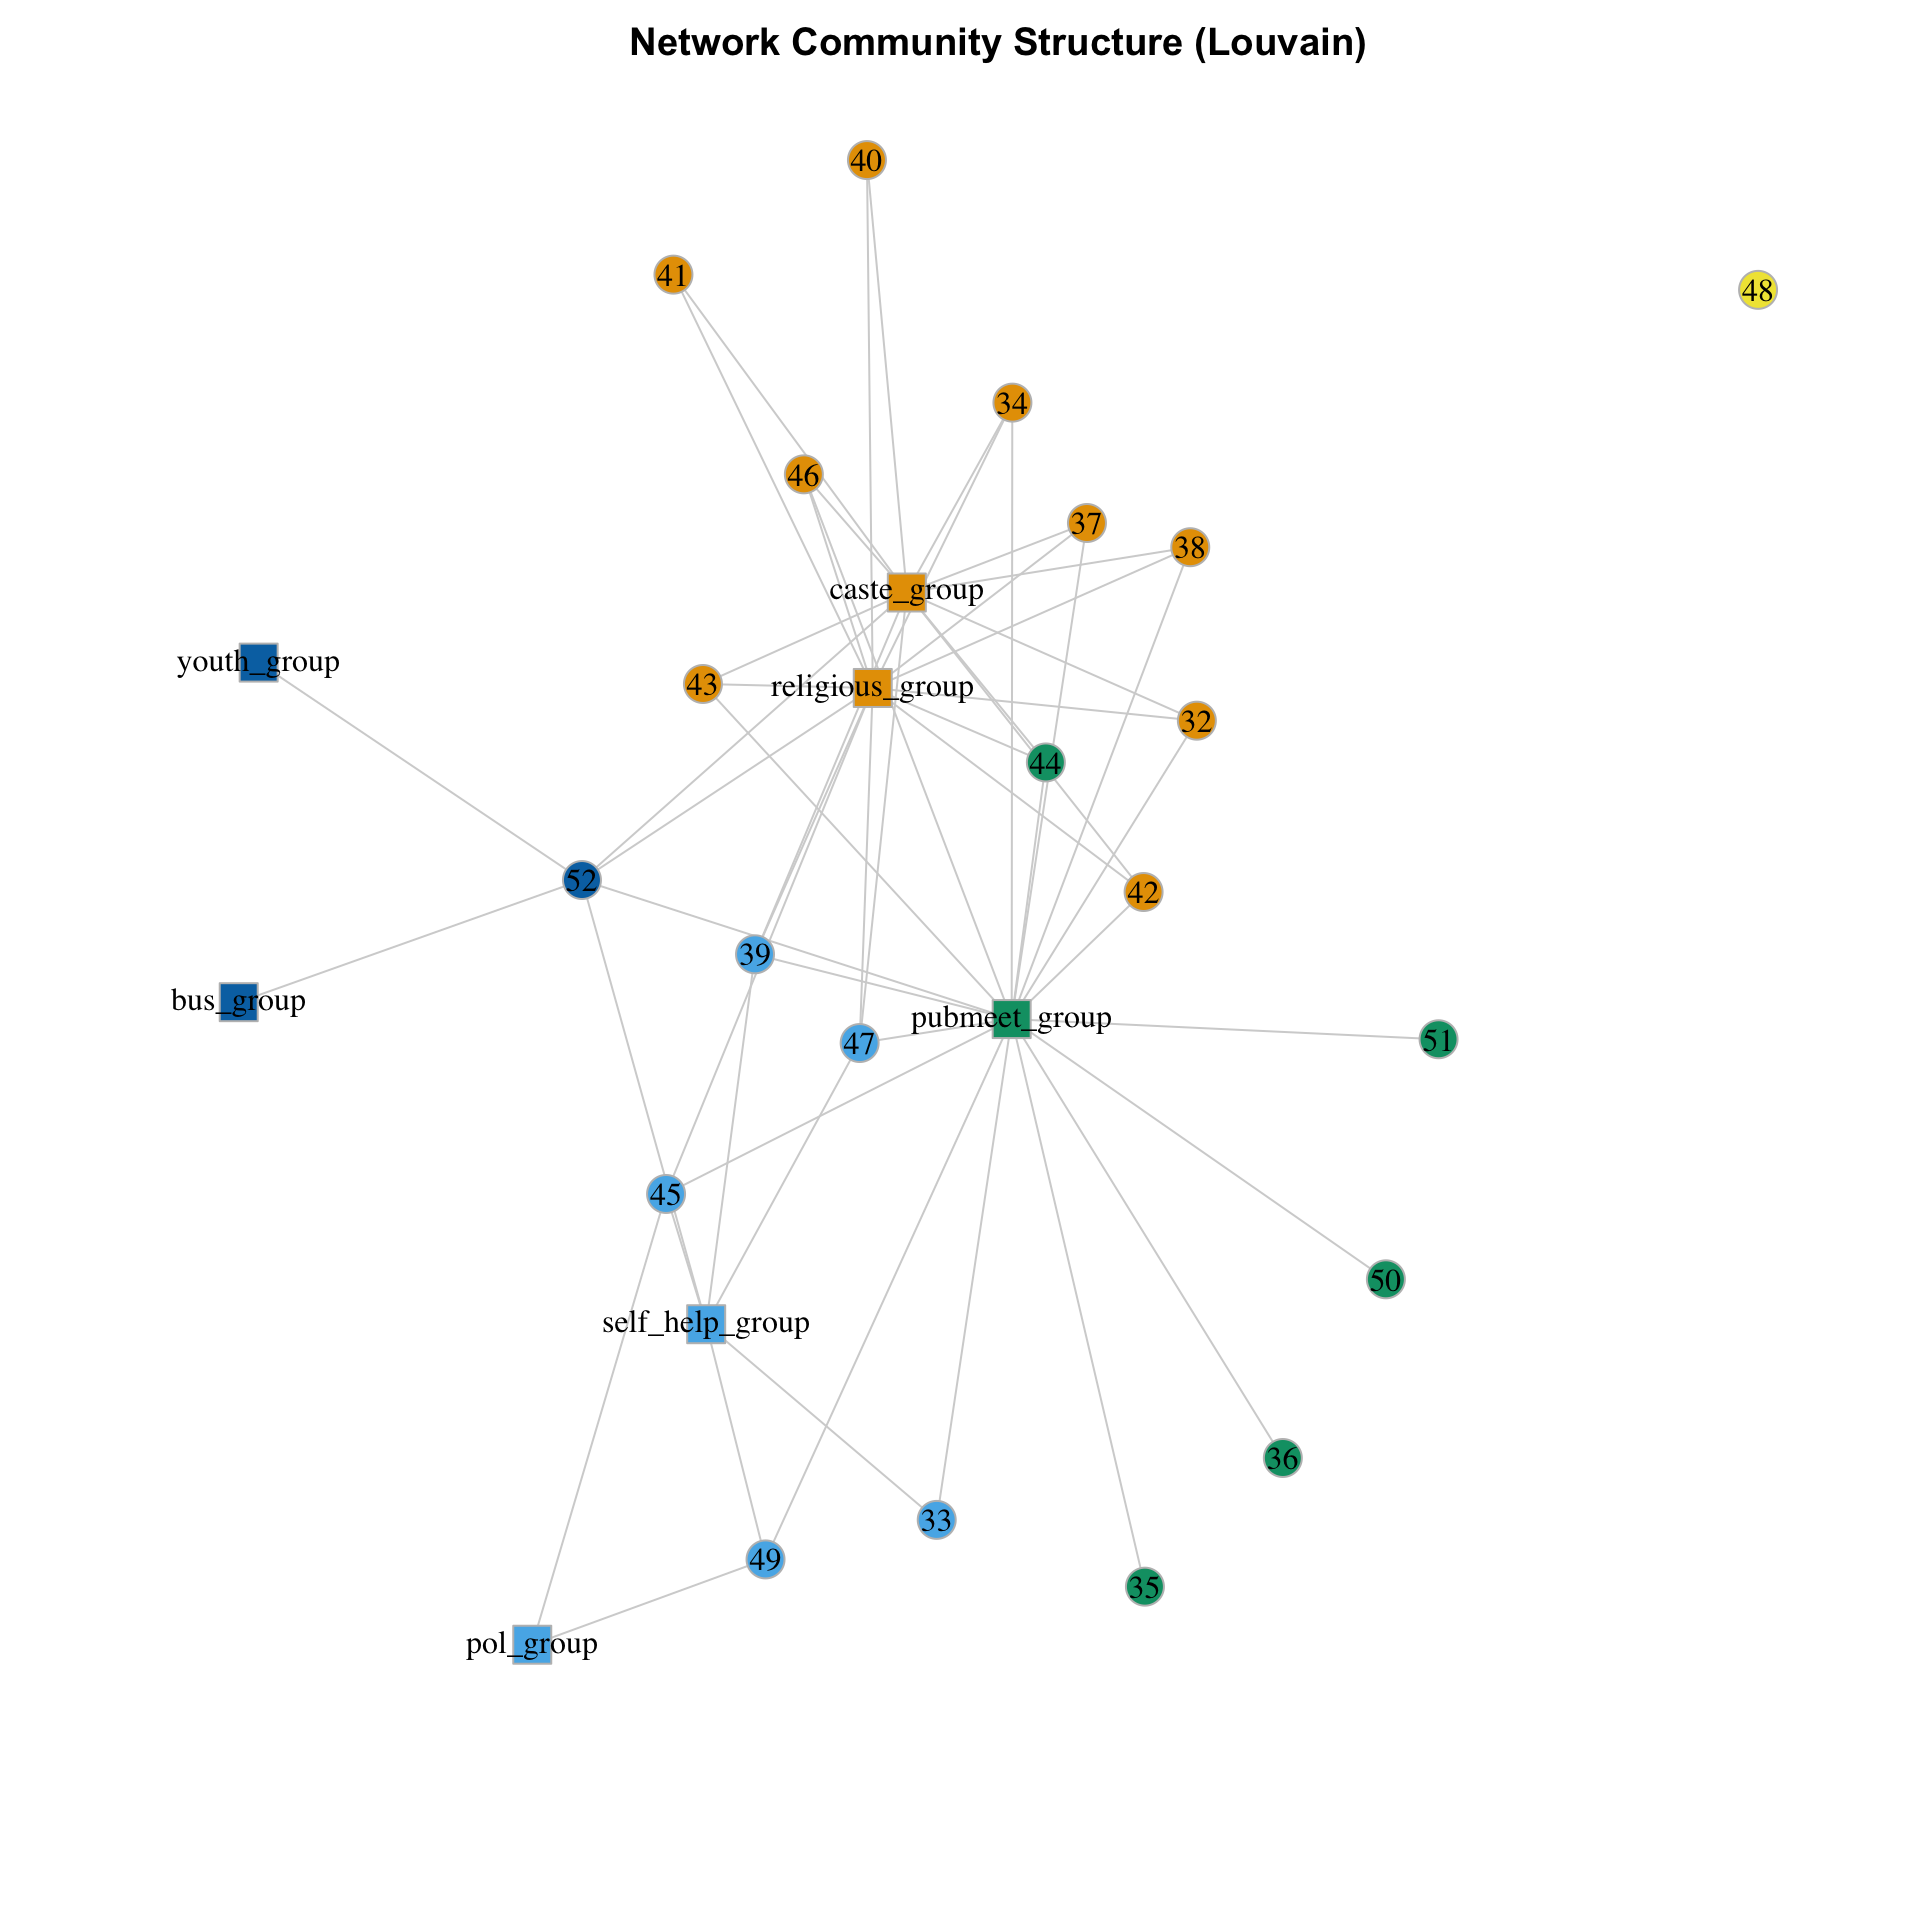 Network Community Structure (Louvain)
40
41
48
34
46
37
38
caste_group
youth_group
43
religious_group
32
44
52
42
39
bus_group
pubmeet_group
51
47
45
50
self_help_group
36
33
49
35
pol_group